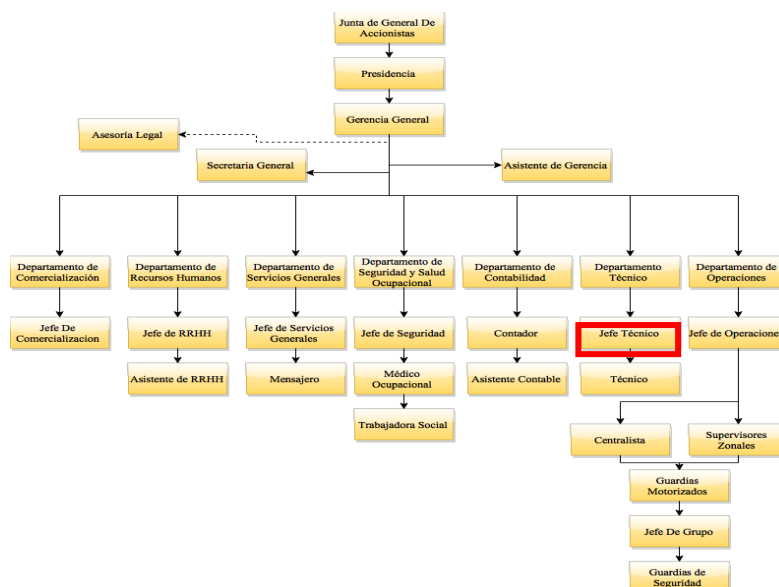 Junta de General De
Accionistas
Presidencia
Gerencia General
Asesoría Legal
Secretaria General
Asistente de Gerencia
Departamento de
Comercialización
Departamento de
Recursos Humanos
Departamento de
Servicios Generales
Departamento de
Seguridad y Salud
Ocupacional
Departamento de
Contabilidad
Departamento
Técnico
Departamento de
Operaciones
Jefe De
Comercializacion
Jefe de RRHH
Jefe de Servicios
Generales
Jefe de Seguridad
Contador
Jefe Técnico
Jefe de Operacione
Asistente de RRHH
Mensajero
Médico
Ocupacional
Asistente Contable
Técnico
Trabajadora Social
Centralista
Supervisores
Zonales
Guardias
Motorizados
Jefe De Grupo
Guardias de
Seguridad